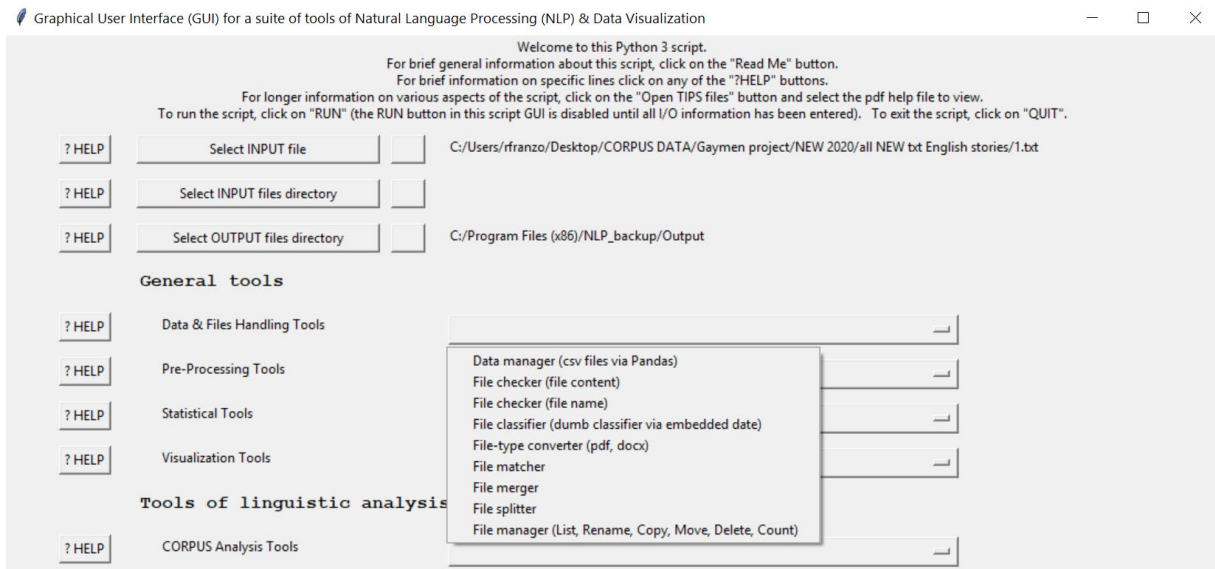 Graphical User Interface (GUI) for a suite of tools of Natural Language Processing (NLP) & Data Visualization
Welcome to this Python 3 script.
For brief general information about this script, click on the "Read Me" button.
For brief information on specific lines click on any of the "?HELP" buttons.
For longer information on various aspects of the script, click on the "Open TIPS files" button and select the pdf help file to view.
To run the script, click on "RUN" (the RUN button in this script GUI is disabled until all I/O information has been entered). To exit the script, click on "QUIT".
? HELP Select INPUT file C:/Users/rfranzo/Desktop/CORPUS DATA/Gaymen project/NEW 2020/all NEW txt English stories/1.txt
? HELP Select INPUT files directory
? HELP Select OUTPUT files directory C:/Program Files (x86)/NLP_backup/Output
General tools
? HELP Data & Files Handling Tools
Data manager (csv files via Pandas)
? HELP Pre-Processing Tools
File checker (file content)
File checker (file name)
? HELP Statistical Tools
File classifier (dumb classifier via embedded date)
File-type converter (pdf, docx)
? HELP Visualization Tools
File matcher
File merger
Tools of linguistic analysis
File splitter
File manager (List, Rename, Copy, Move, Delete, Count)
? HELP CORPUS Analysis Tools